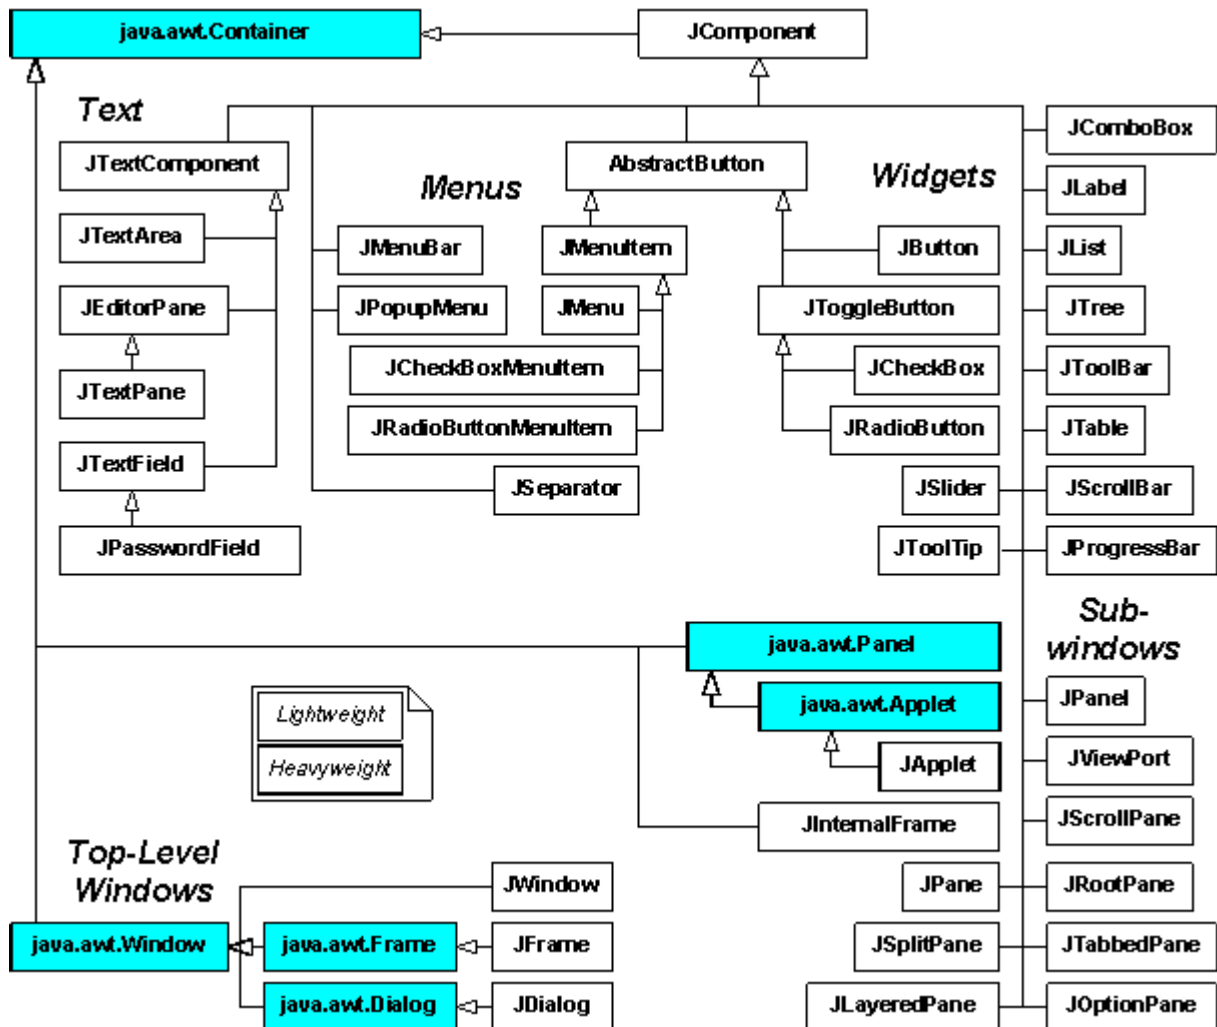 java.awt.Container
JComponent
Text
JComboBox
JTextComponent
AbstractButton
Menus
Widgets
JLabel
JTextArea
JMenuBar
JMenuItem
JButton
JList
JEditorPane
JPopupMenu
JMenu
JToggleButton
JTree
JCheckBoxMenuItem
JCheckBox
JToolBar
JTextPane
JRadioButtonMenuItem
JRadioButton
JTable
JTextField
JSeparator
JSlider
JScrollBar
JPasswordField
JToolTip
JProgressBar
Sub-
windows
java.awt.Panel
JPanel
java.awt.Applet
Lightweight
Heavyweight
JApplet
JViewPort
JInternalFrame
JScrollPane
Top-Level
Windows
JWindow
JPane
JRootPane
java.awt.Window
java.awt.Frame
JFrame
JSplitPane
JTabbedPane
java.awt.Dialog
JDialog
JLayeredPane
JOptionPane